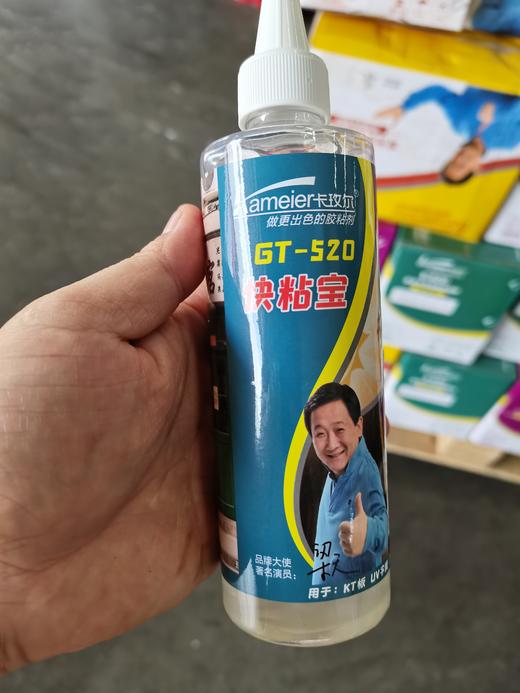 Kameier卡玫尔®
做更出色的胶粘剂
GT-520
快粘宝
品牌大使
著名演员：
用于：KT板 UV